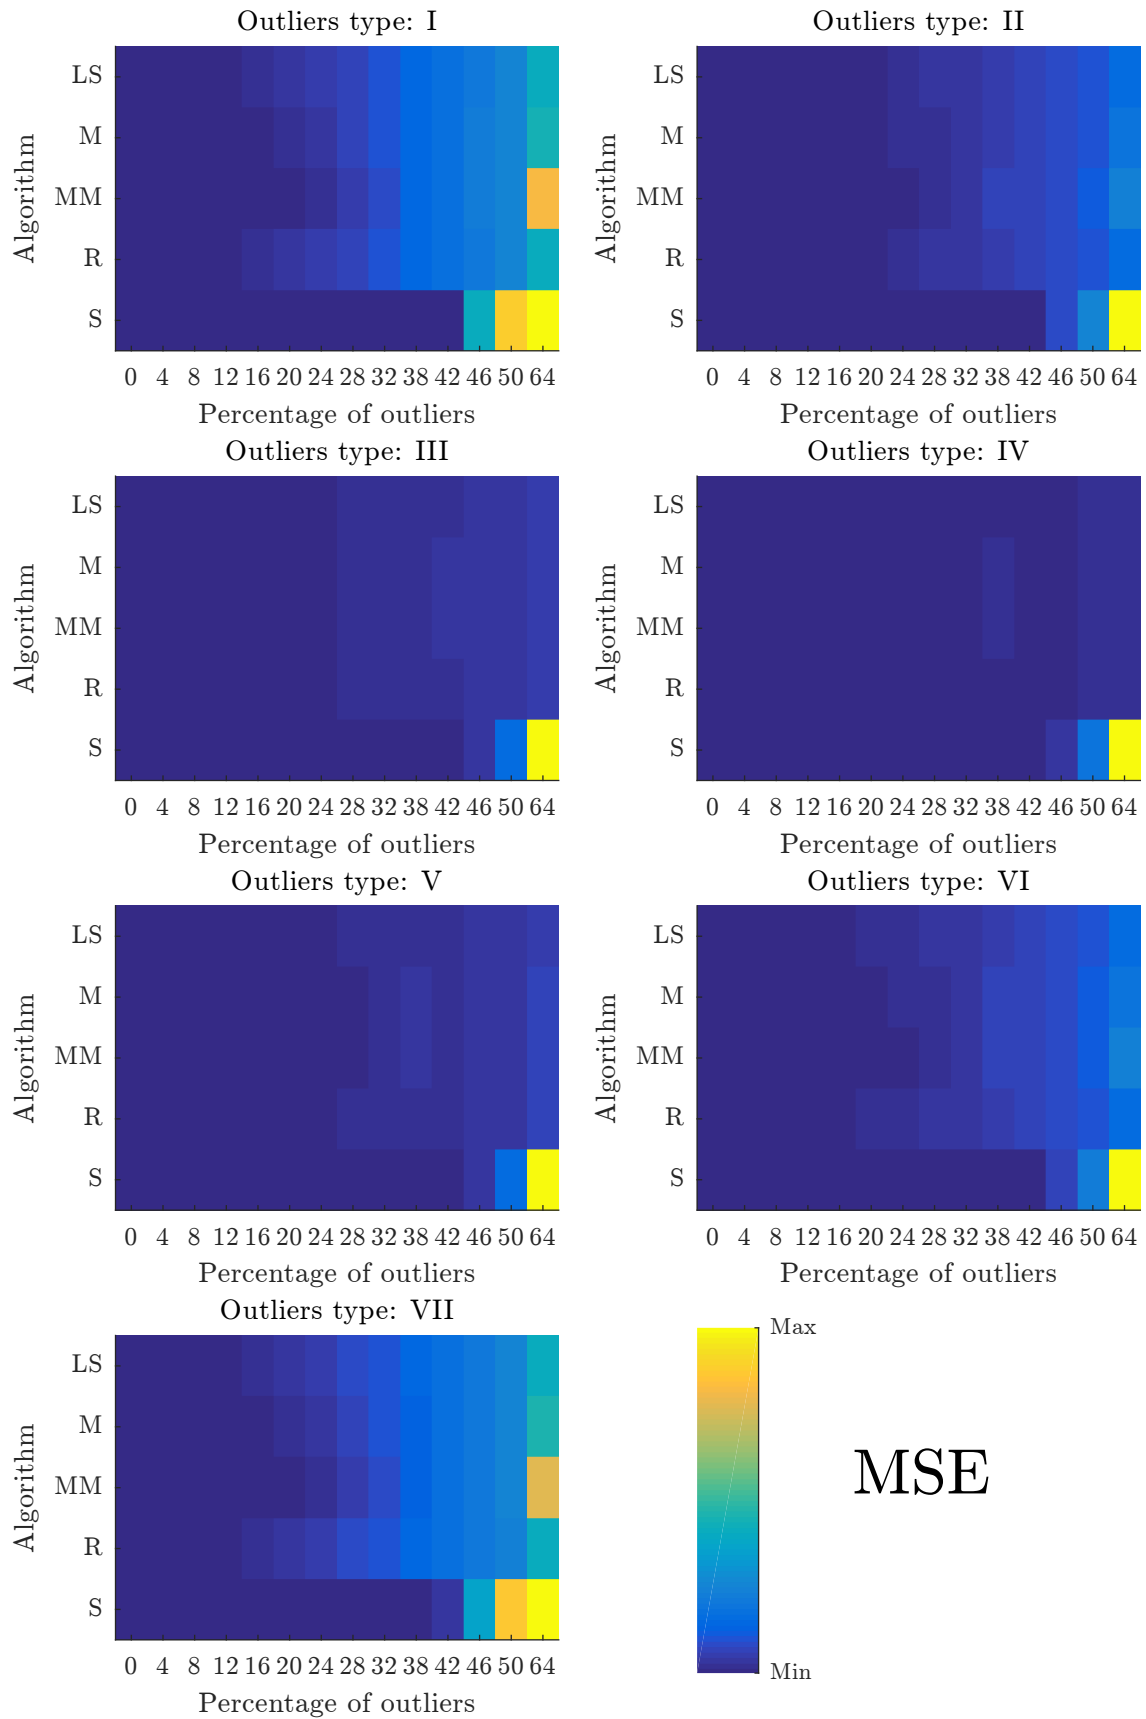 Outliers type: I
LS
M
MM
R
S
Algorithm
0 4 8 12 16 20 24 28 32 38 42 46 50 64
Percentage of outliers
Outliers type: II
LS
M
MM
R
S
Algorithm
0 4 8 12 16 20 24 28 32 38 42 46 50 64
Percentage of outliers
Outliers type: III
LS
M
MM
R
S
Algorithm
0 4 8 12 16 20 24 28 32 38 42 46 50 64
Percentage of outliers
Outliers type: IV
LS
M
MM
R
S
Algorithm
0 4 8 12 16 20 24 28 32 38 42 46 50 64
Percentage of outliers
Outliers type: V
LS
M
MM
R
S
Algorithm
0 4 8 12 16 20 24 28 32 38 42 46 50 64
Percentage of outliers
Outliers type: VI
LS
M
MM
R
S
Algorithm
0 4 8 12 16 20 24 28 32 38 42 46 50 64
Percentage of outliers
Outliers type: VII
LS
M
MM
R
S
Algorithm
0 4 8 12 16 20 24 28 32 38 42 46 50 64
Percentage of outliers
Max
MSE
Min